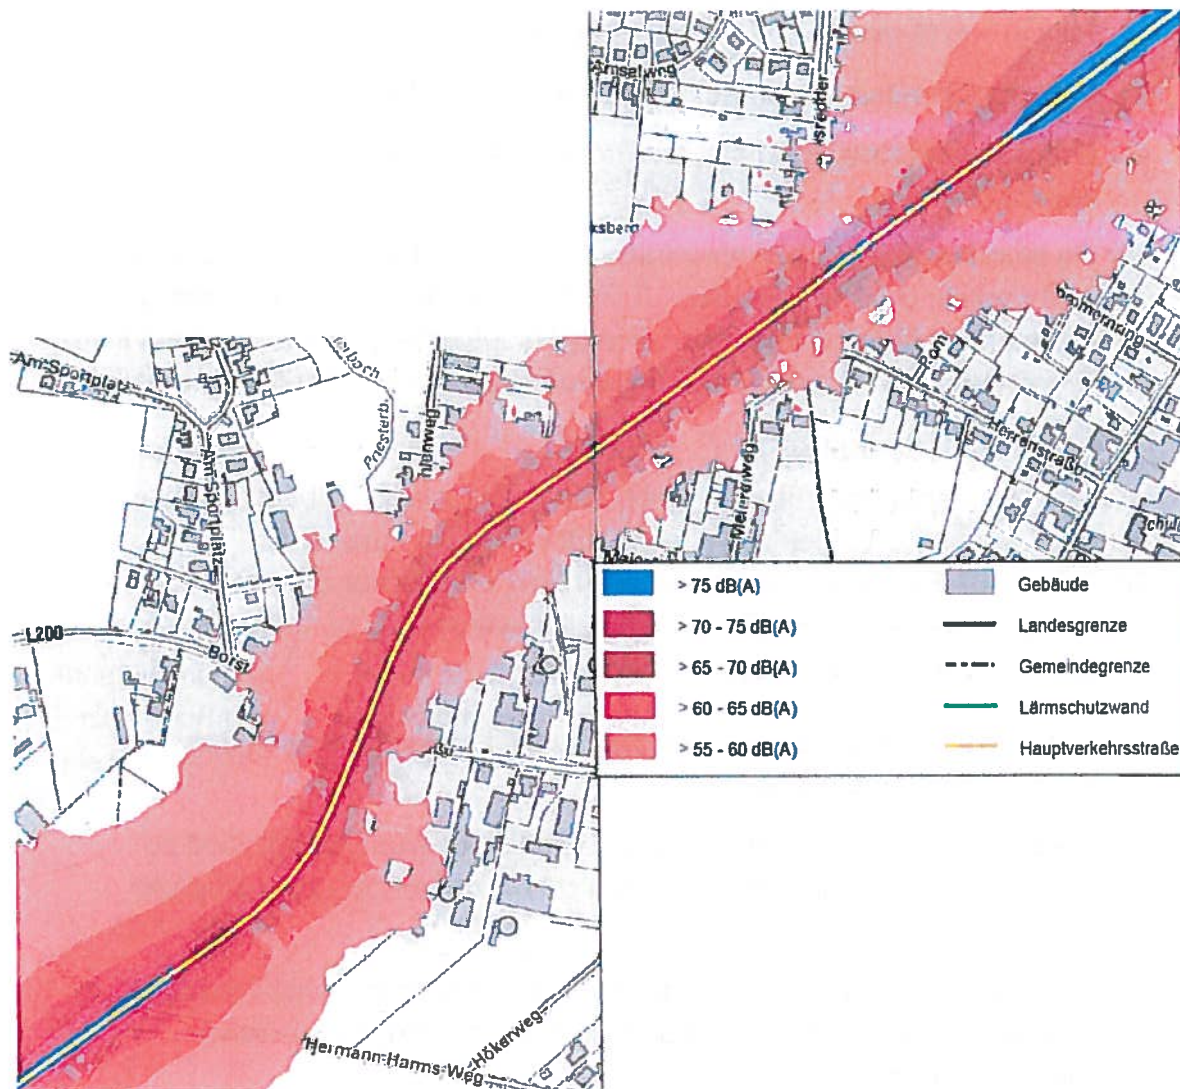 Amselweg
ksberg
Am Sportplatz
Priesterb.
Am Sportplatz
L200
Borst
Herrenstraße
Hermann-Harms-Weg
Hökerweg
> 75 dB(A)
> 70 - 75 dB(A)
> 65 - 70 dB(A)
> 60 - 65 dB(A)
> 55 - 60 dB(A)
Gebäude
Landesgrenze
Gemeindegrenze
Lärmschutzwand
Hauptverkehrsstraße